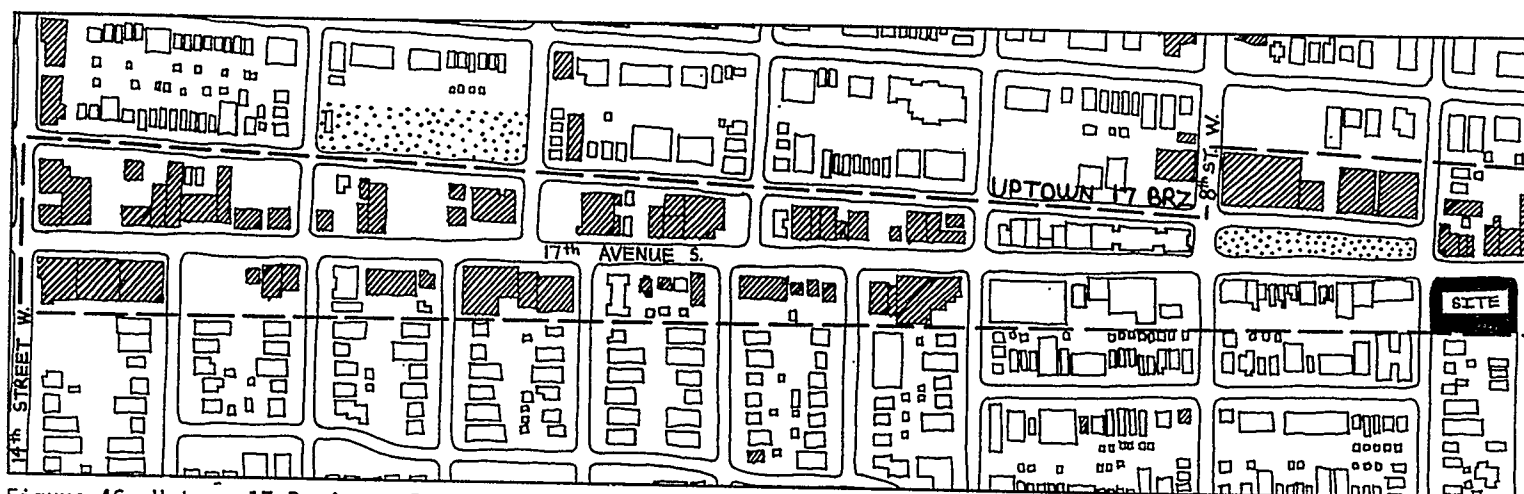 8th ST. W.
UPTOWN 17 BRZ
17th AVENUE S.
SITE
14th STREET W.